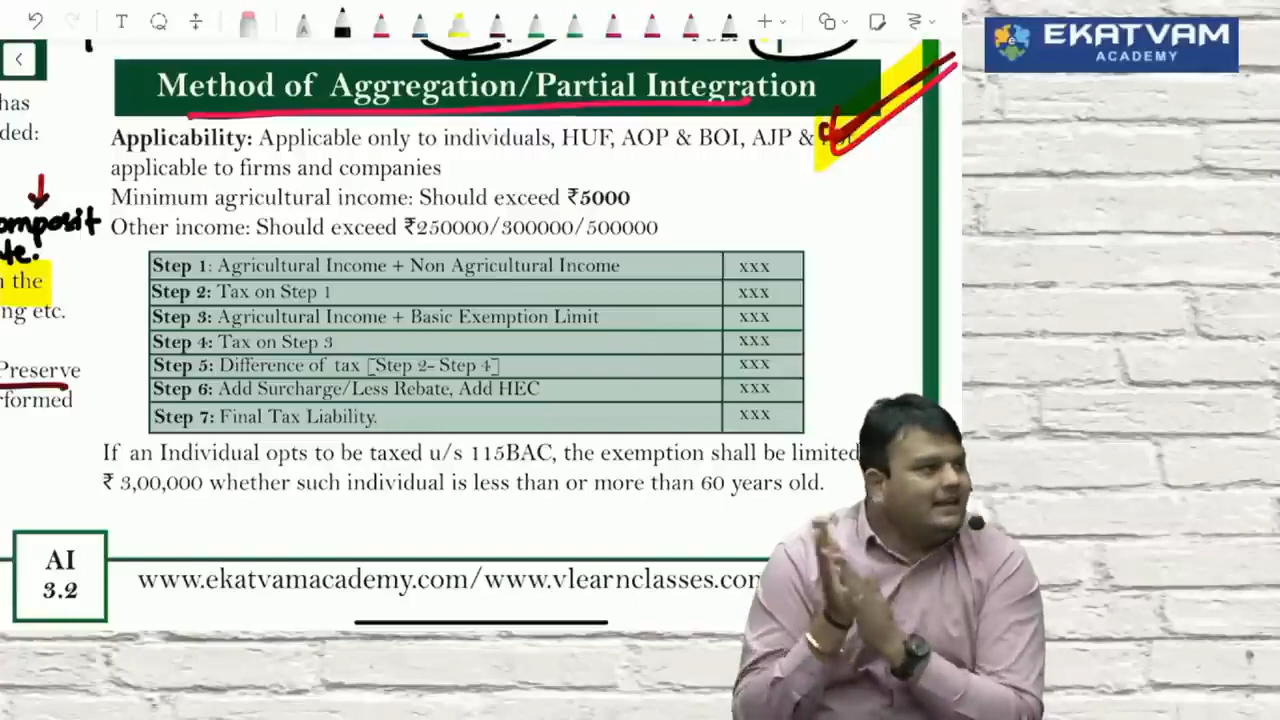 T
EKATVAM
ACADEMY
Method of Aggregation/Partial Integration
has
ded:
omposit
te.
n the
ng etc.
Preserve
rformed
Applicability: Applicable only to individuals, HUF, AOP & BOI, AJP &
applicable to firms and companies
Minimum agricultural income: Should exceed ₹5000
Other income: Should exceed ₹250000/300000/500000
Step 1: Agricultural Income + Non Agricultural Income xxx
Step 2: Tax on Step 1 xxx
Step 3: Agricultural Income + Basic Exemption Limit xxx
Step 4: Tax on Step 3 xxx
Step 5: Difference of tax [Step 2– Step 4] xxx
Step 6: Add Surcharge/Less Rebate, Add HEC xxx
Step 7: Final Tax Liability. xxx
If an Individual opts to be taxed u/s 115BAC, the exemption shall be limited
₹ 3,00,000 whether such individual is less than or more than 60 years old.
AI
3.2
www.ekatvamacademy.com/www.vlearnclasses.com